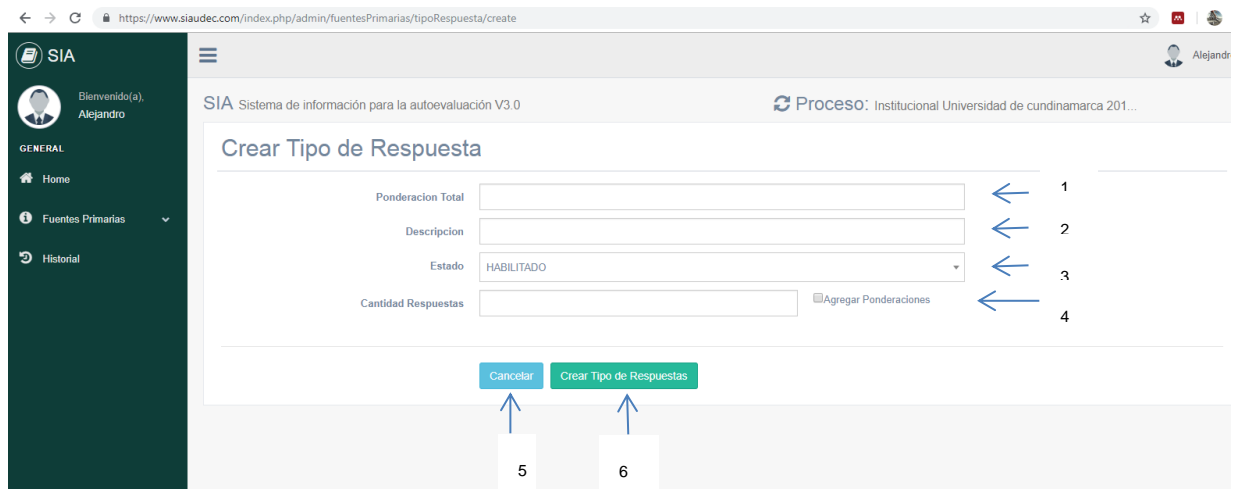 https://www.siaudec.com/index.php/admin/fuentesPrimarias/tipoRespuesta/create
SIA
Alejandr
Bienvenido(a),
Alejandro
SIA Sistema de información para la autoevaluación V3.0
Proceso: Institucional Universidad de cundinamarca 201...
GENERAL
Home
Fuentes Primarias
Historial
Crear Tipo de Respuesta
Ponderacion Total
1
Descripcion
2
Estado
HABILITADO
3
Cantidad Respuestas
Agregar Ponderaciones
4
Cancelar
Crear Tipo de Respuestas
5
6